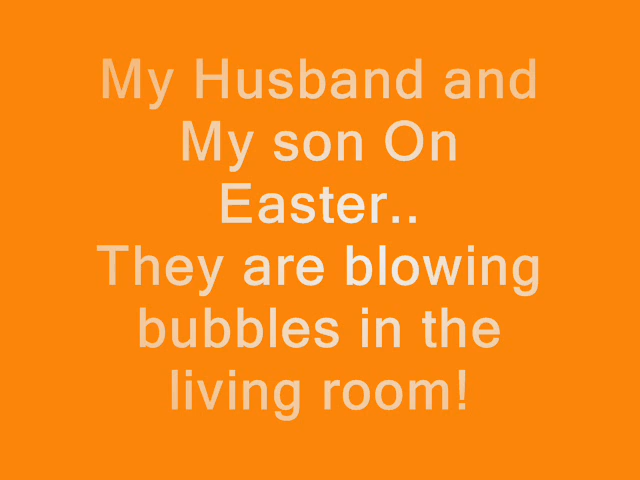 My Husband and
My son On
Easter..
They are blowing
bubbles in the
living room!